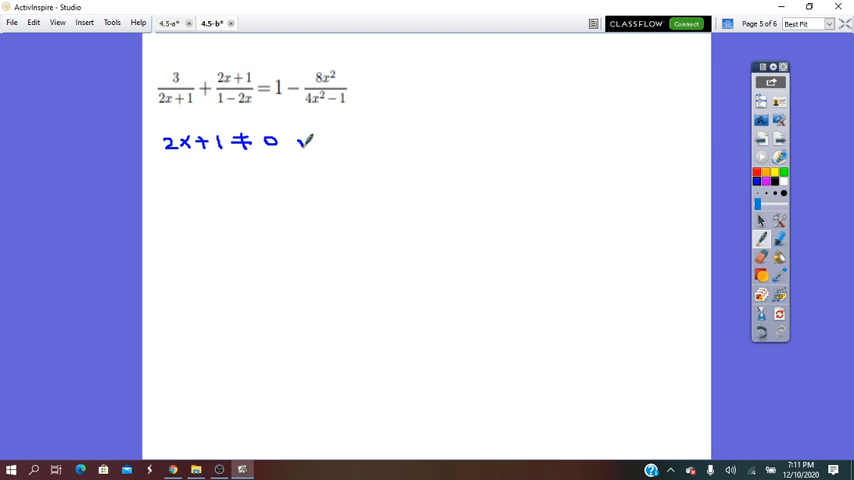 ActivInspire - Studio
File Edit View Insert Tools Help 4.5-a* 4.5-b* CLASSFLOW Connect Page 5 of 6 Best Fit
3/(2x+1) + (2x+1)/(1−2x) = 1 − 8x²/(4x²−1)
2x+1 ≠ 0
7:11 PM
12/10/2020